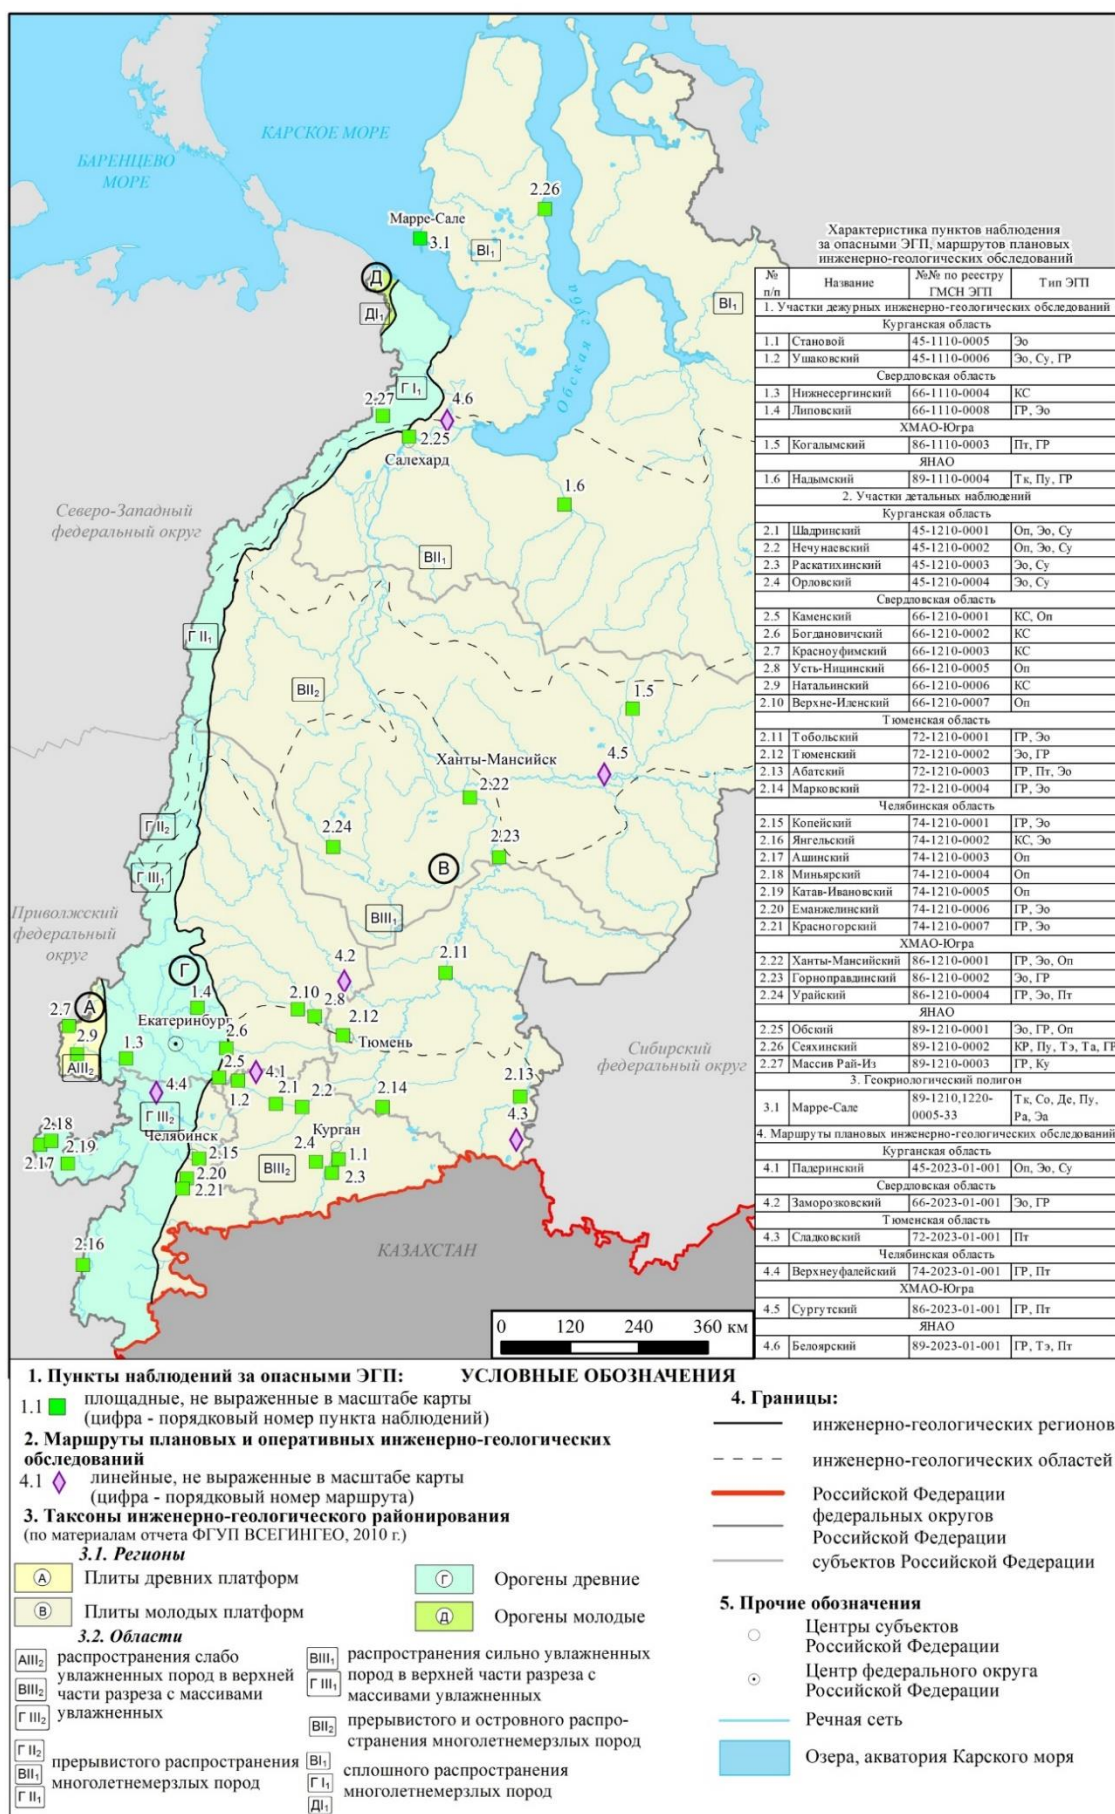 КАРСКОЕ МОРЕ
БАРЕНЦЕВО
МОРЕ
2.26
Марре-Сале
3.1
ВI₁
Д
ДI₁
ВI₁
Обская губа
Г I₁
2.27
4.6
2.25
Салехард
1.6
Северо-Западный
федеральный округ
ВII₁
Г II₁
ВII₂
1.5
4.5
Ханты-Мансийск
2.22
Г II₂
2.24
2.23
Г III₁
В
Приволжский
федеральный
округ
ВIII₁
2.11
Г
4.2
2.7
А
1.4
2.10
2.8
Екатеринбург
2.12
2.9
2.6
Тюмень
АIII₂
1.3
Сибирский
федеральный округ
2.5
4.1
4.4
1.2
2.1
2.2
2.14
2.13
4.3
Г III₂
2.18
Челябинск
Курган
2.19
2.15
2.4
1.1
2.17
2.20
ВIII₂
2.3
2.21
2.16
КАЗАХСТАН
0 120 240 360 км
Характеристика пунктов наблюдения
за опасными ЭГП, маршрутов плановых
инженерно-геологических обследований
№ п/п Название №№ по реестру ГМСН ЭГП Тип ЭГП
1. Участки дежурных инженерно-геологических обследований
Курганская область
1.1 Становой 45-1110-0005 Эо
1.2 Ушаковский 45-1110-0006 Эо, Су, ГР
Свердловская область
1.3 Нижнесергинский 66-1110-0004 КС
1.4 Липовский 66-1110-0008 ГР, Эо
ХМАО-Югра
1.5 Когалымский 86-1110-0003 Пт, ГР
ЯНАО
1.6 Надымский 89-1110-0004 Тк, Пу, ГР
2. Участки детальных наблюдений
Курганская область
2.1 Шадринский 45-1210-0001 Оп, Эо, Су
2.2 Нечунаевский 45-1210-0002 Оп, Эо, Су
2.3 Раскатихинский 45-1210-0003 Эо, Су
2.4 Орловский 45-1210-0004 Эо, Су
Свердловская область
2.5 Каменский 66-1210-0001 КС, Оп
2.6 Богдановичский 66-1210-0002 КС
2.7 Красноуфимский 66-1210-0003 КС
2.8 Усть-Ницинский 66-1210-0005 Оп
2.9 Натальинский 66-1210-0006 КС
2.10 Верхне-Иленский 66-1210-0007 Оп
Тюменская область
2.11 Тобольский 72-1210-0001 ГР, Эо
2.12 Тюменский 72-1210-0002 Эо, ГР
2.13 Абатский 72-1210-0003 ГР, Пт, Эо
2.14 Марковский 72-1210-0004 ГР, Эо
Челябинская область
2.15 Копейский 74-1210-0001 ГР, Эо
2.16 Янгельский 74-1210-0002 КС, Эо
2.17 Ашинский 74-1210-0003 Оп
2.18 Миньярский 74-1210-0004 Оп
2.19 Катав-Ивановский 74-1210-0005 Оп
2.20 Еманжелинский 74-1210-0006 ГР, Эо
2.21 Красногорский 74-1210-0007 ГР, Эо
ХМАО-Югра
2.22 Ханты-Мансийский 86-1210-0001 ГР, Эо, Оп
2.23 Горноправдинский 86-1210-0002 Эо, ГР
2.24 Урайский 86-1210-0004 ГР, Эо, Пт
ЯНАО
2.25 Обский 89-1210-0001 Эо, ГР, Оп
2.26 Сеяхинский 89-1210-0002 КР, Пу, Тэ, Та, ГР
2.27 Массив Рай-Из 89-1210-0003 ГР, Ку
3. Геокриологический полигон
3.1 Марре-Сале 89-1210,1220-0005-33 Тк, Со, Де, Пу, Ра, Эа
4. Маршруты плановых инженерно-геологических обследований
Курганская область
4.1 Падеринский 45-2023-01-001 Оп, Эо, Су
Свердловская область
4.2 Заморозковский 66-2023-01-001 Эо, ГР
Тюменская область
4.3 Сладковский 72-2023-01-001 Пт
Челябинская область
4.4 Верхнеуфалейский 74-2023-01-001 ГР, Пт
ХМАО-Югра
4.5 Сургутский 86-2023-01-001 ГР, Пт
ЯНАО
4.6 Белоярский 89-2023-01-001 ГР, Тэ, Пт
УСЛОВНЫЕ ОБОЗНАЧЕНИЯ
1. Пункты наблюдений за опасными ЭГП:
1.1 площадные, не выраженные в масштабе карты
(цифра - порядковый номер пункта наблюдений)
2. Маршруты плановых и оперативных инженерно-геологических
обследований
4.1 линейные, не выраженные в масштабе карты
(цифра - порядковый номер маршрута)
3. Таксоны инженерно-геологического районирования
(по материалам отчета ФГУП ВСЕГИНГЕО, 2010 г.)
3.1. Регионы
А Плиты древних платформ
В Плиты молодых платформ
Г Орогены древние
Д Орогены молодые
3.2. Области
АIII₂ ВIII₂ Г III₂
распространения слабо
увлажненных пород в верхней
части разреза с массивами
увлажненных
Г II₂ ВII₁ Г II₁
прерывистого распространения
многолетнемерзлых пород
ВIII₁ Г III₁
распространения сильно увлажненных
пород в верхней части разреза с
массивами увлажненных
ВII₂ прерывистого и островного распро-
странения многолетнемерзлых пород
ВI₁ Г I₁ ДI₁
сплошного распространения
многолетнемерзлых пород
4. Границы:
инженерно-геологических регионов
инженерно-геологических областей
Российской Федерации
федеральных округов
Российской Федерации
субъектов Российской Федерации
5. Прочие обозначения
Центры субъектов
Российской Федерации
Центр федерального округа
Российской Федерации
Речная сеть
Озера, акватория Карского моря